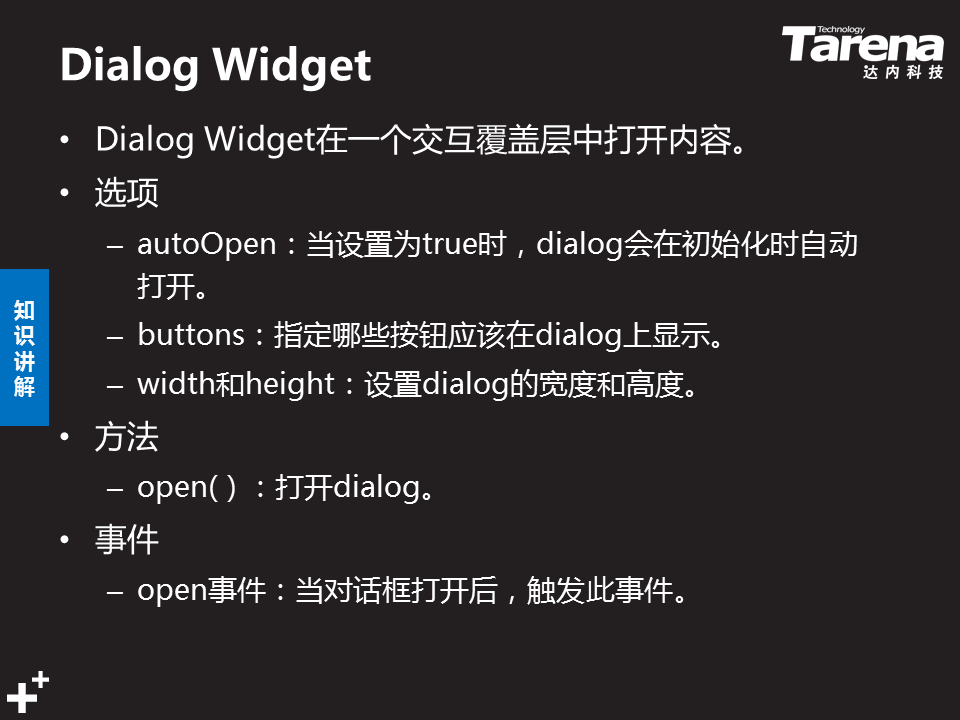 Dialog Widget
Technology
Tarena
达内科技
• Dialog Widget在一个交互覆盖层中打开内容。
• 选项
– autoOpen：当设置为true时，dialog会在初始化时自动
打开。
– buttons：指定哪些按钮应该在dialog上显示。
– width和height：设置dialog的宽度和高度。
知
识
讲
解
• 方法
– open( ) ：打开dialog。
• 事件
– open事件：当对话框打开后，触发此事件。